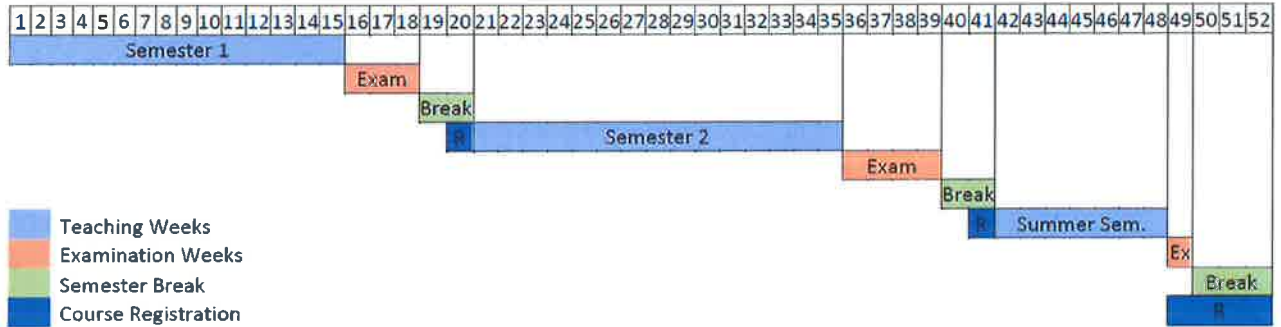 1 2 3 4 5 6 7 8 9 10 11 12 13 14 15 16 17 18 19 20 21 22 23 24 25 26 27 28 29 30 31 32 33 34 35 36 37 38 39 40 41 42 43 44 45 46 47 48 49 50 51 52
Semester 1
Exam
Break
R Semester 2
Exam
Break
R Summer Sem.
Teaching Weeks
Examination Weeks
Ex
Semester Break
Break
Course Registration
R